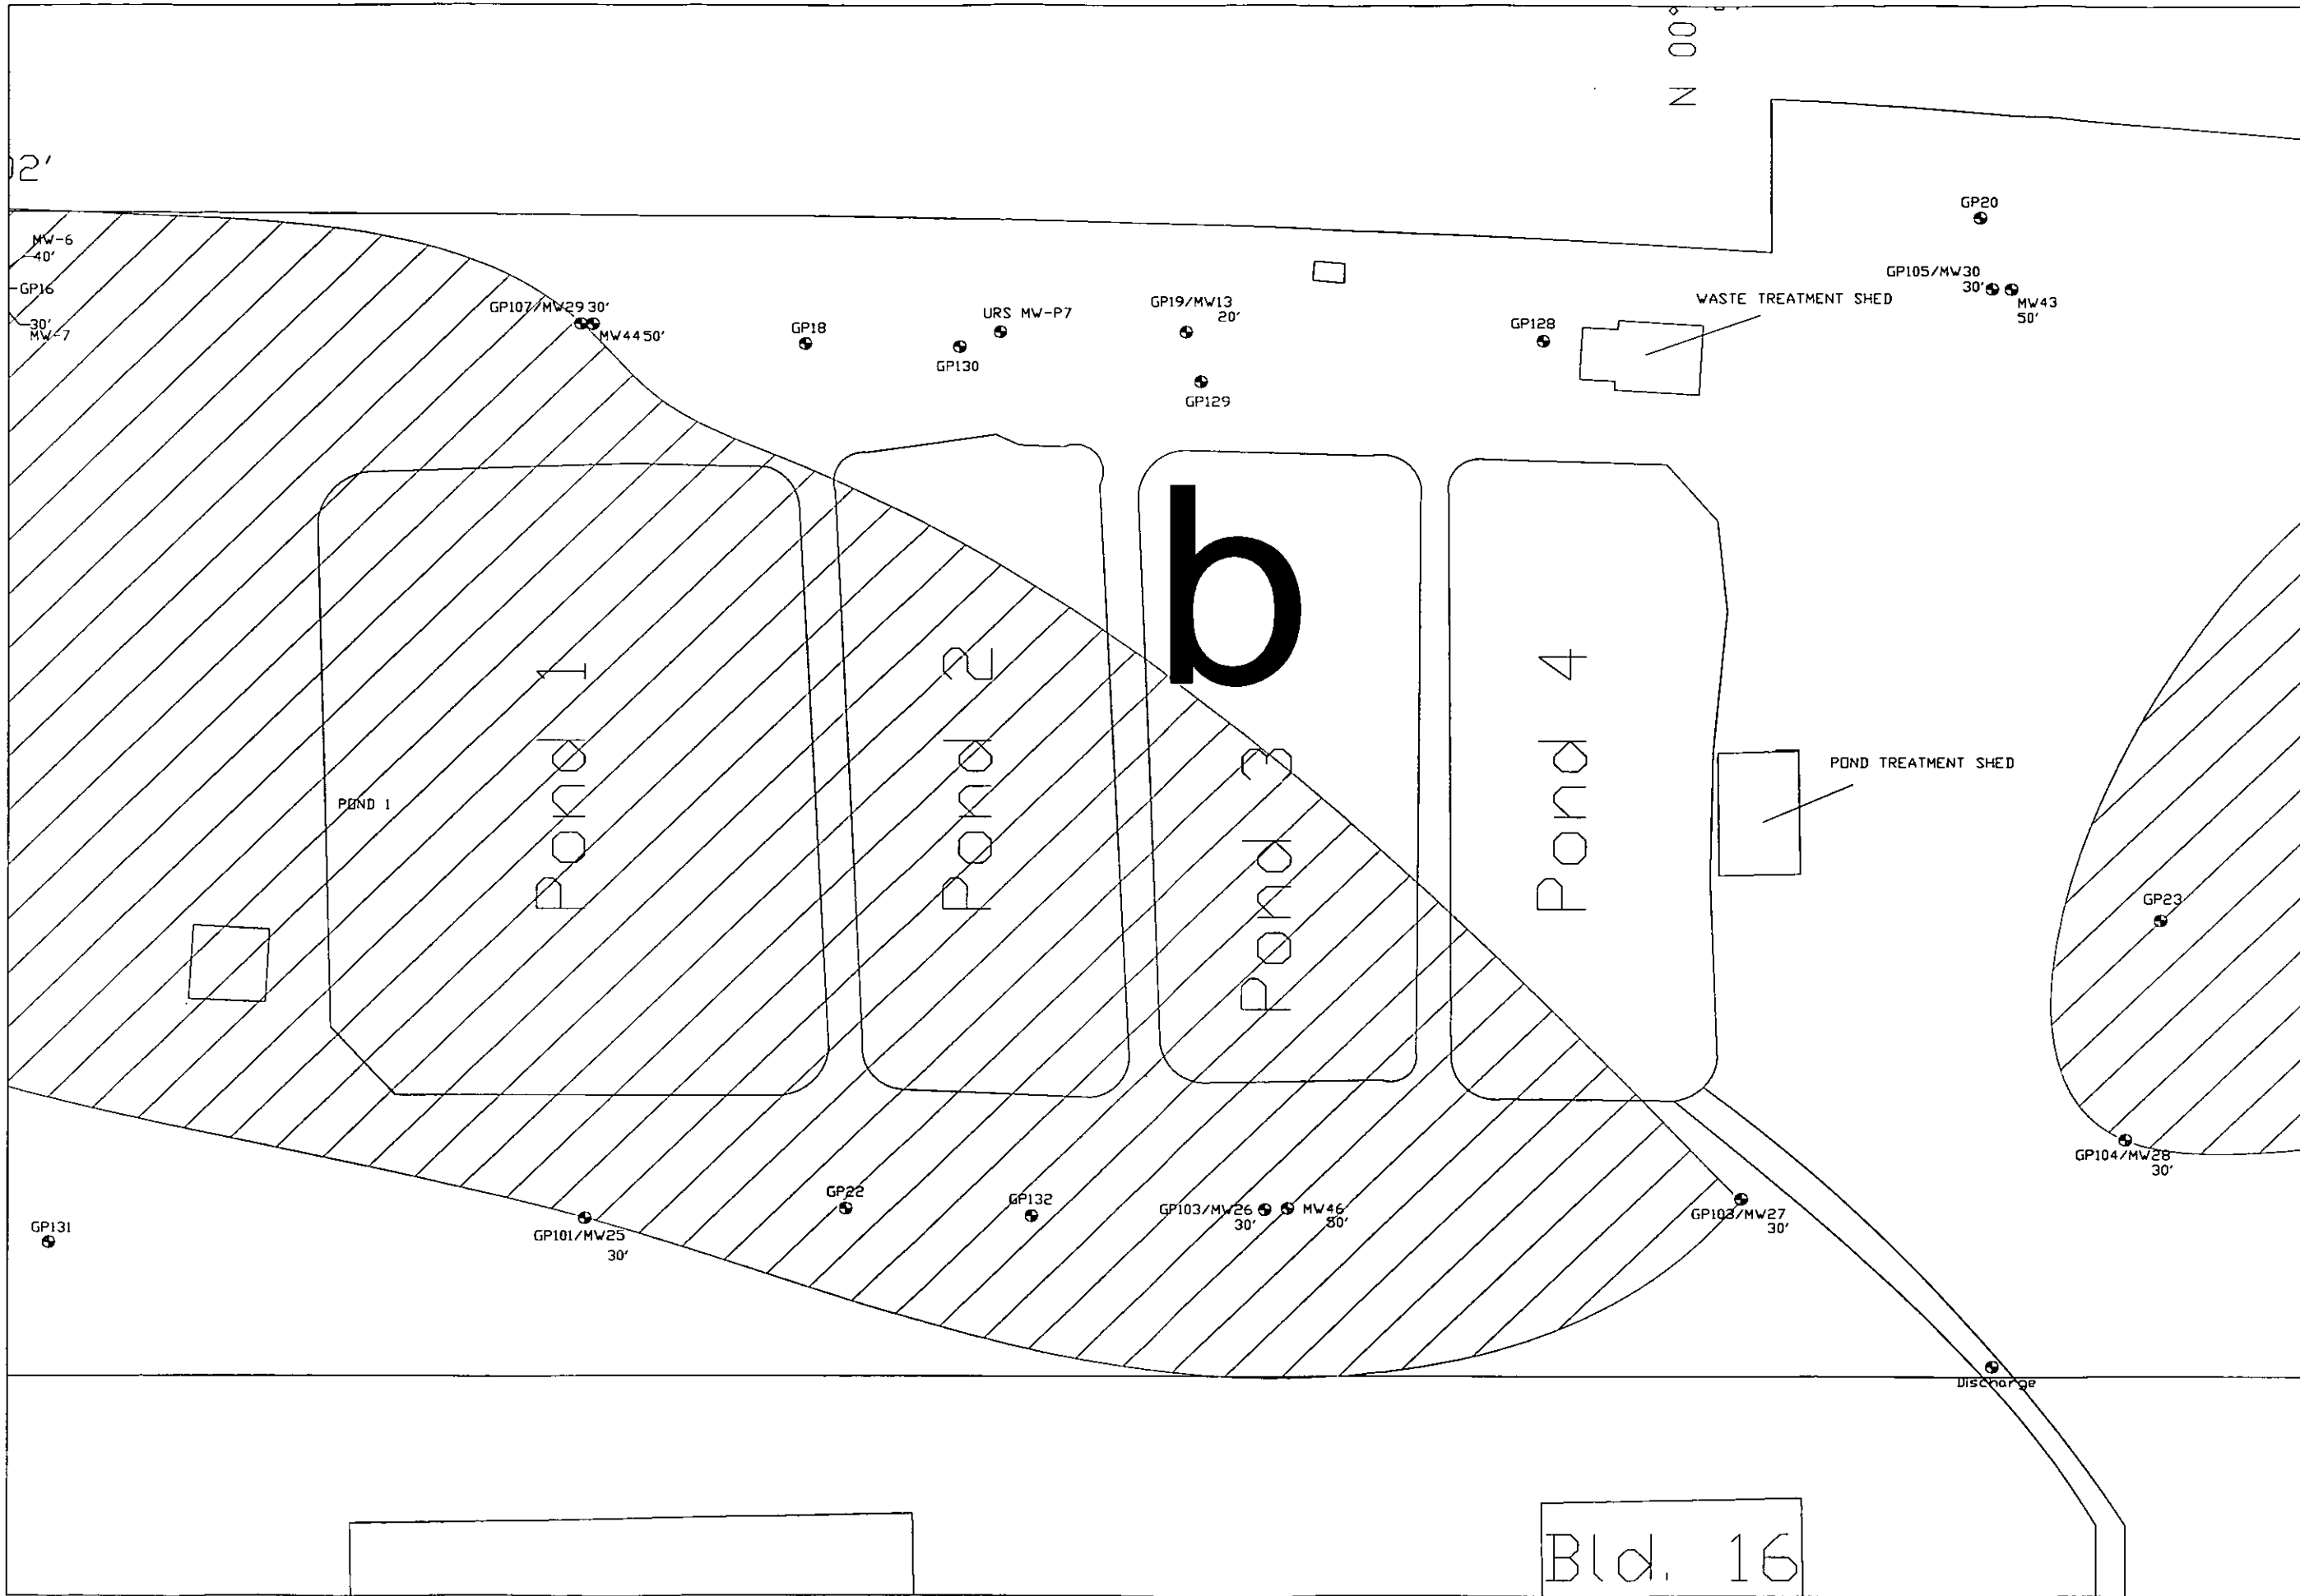 N 00°
02'
GP20
MW-6
40'
GP16
30'
MW-7
GP107/MW29 30'
MW44 50'
GP18
URS MW-P7
GP130
GP19/MW13
20'
GP129
GP128
WASTE TREATMENT SHED
GP105/MW30
30'
MW43
50'
b
Pond 1
POND 1
Pond 2
Pond 3
Pond 4
POND TREATMENT SHED
GP23
GP104/MW28
30'
GP131
GP101/MW25
30'
GP22
GP132
GP103/MW26
30'
MW46
50'
GP103/MW27
30'
Discharge
Bld. 16